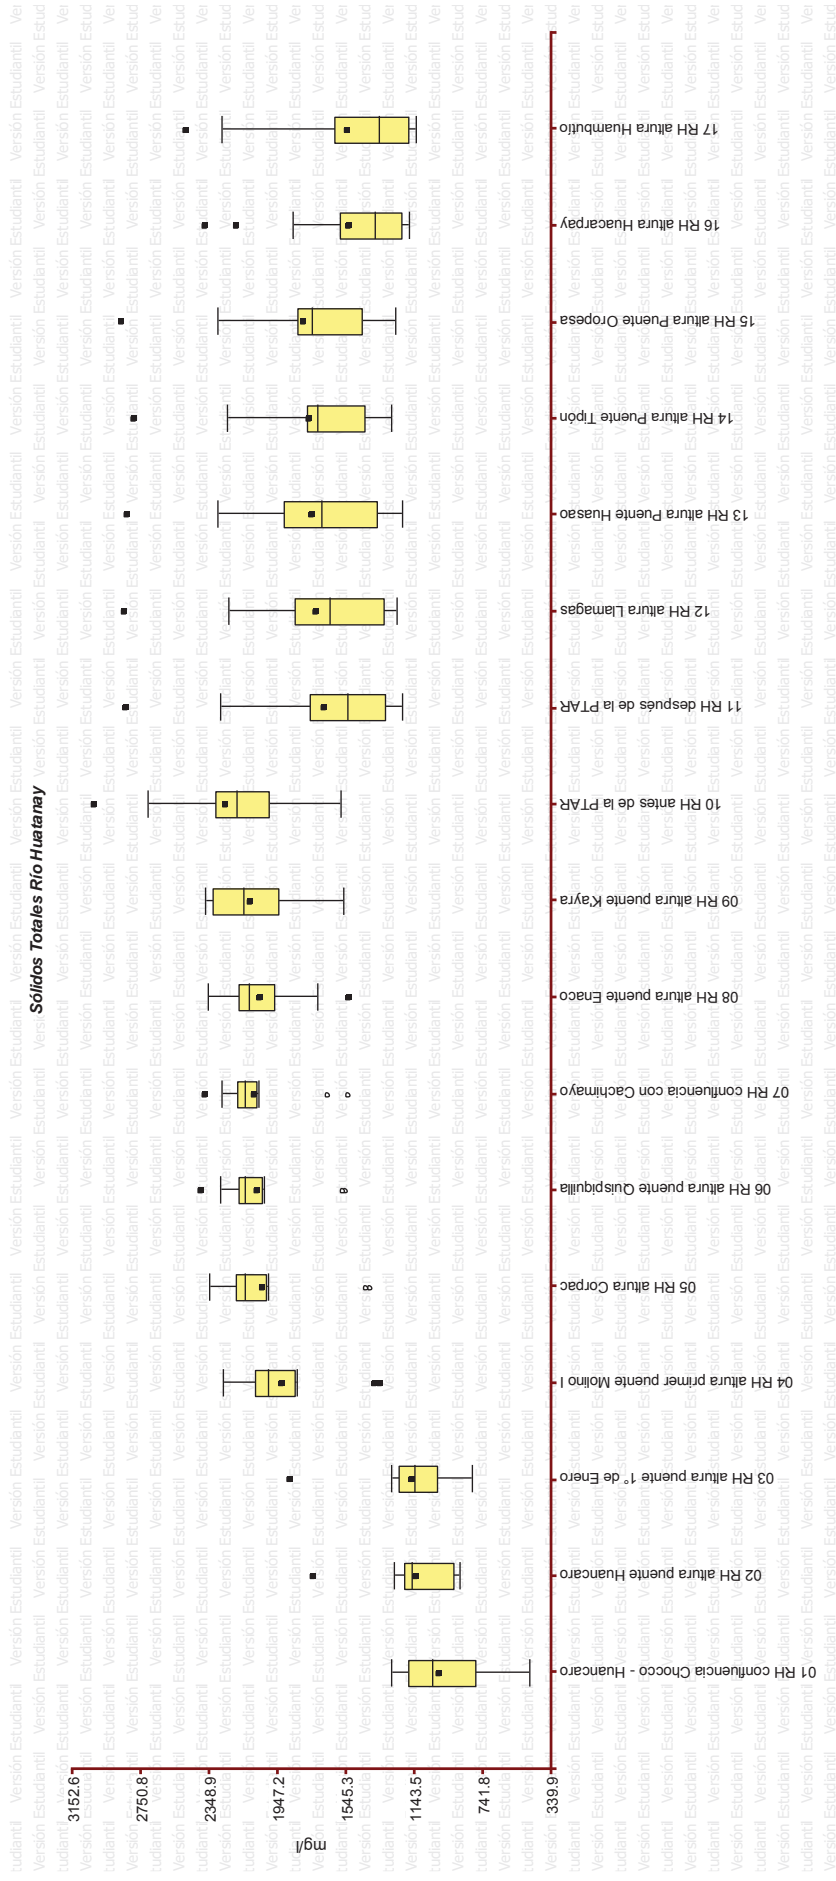 Sólidos Totales Río Huatanay
mg/l
3152.6
2750.8
2348.9
1947.2
1545.3
1143.5
741.8
339.9
01 RH confluencia Chocco - Huancaro
02 RH altura puente Huancaro
03 RH altura puente 1° de Enero
04 RH altura primer puente Molino I
05 RH altura Corpac
06 RH altura puente Quispiquilla
07 RH confluencia con Cachimayo
08 RH altura puente Enaco
09 RH altura puente K'ayra
10 RH antes de la PTAR
11 RH después de la PTAR
12 RH altura Llamagas
13 RH altura Puente Huasao
14 RH altura Puente Tipón
15 RH altura Puente Oropesa
16 RH altura Huacarpay
17 RH altura Huambutio
Versión Estudiantil